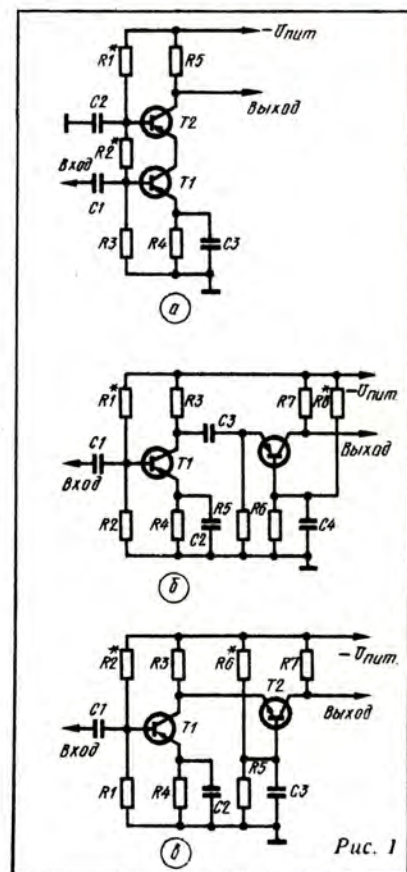 -Uпит
R1*
R5
C2
T2
Выход
R2*
Вход
T1
C1
R3
R4
C3
а
-Uпит.
R1*
R3
R7
R8*
C3
C1
T1
Выход
Вход
R2
R4
R5
C2
R6
C4
б
-Uпит.
R2*
R3
R6*
R7
C1
T2
T1
Выход
Вход
R1
R4
C2
R5
C3
в
Рис. 1